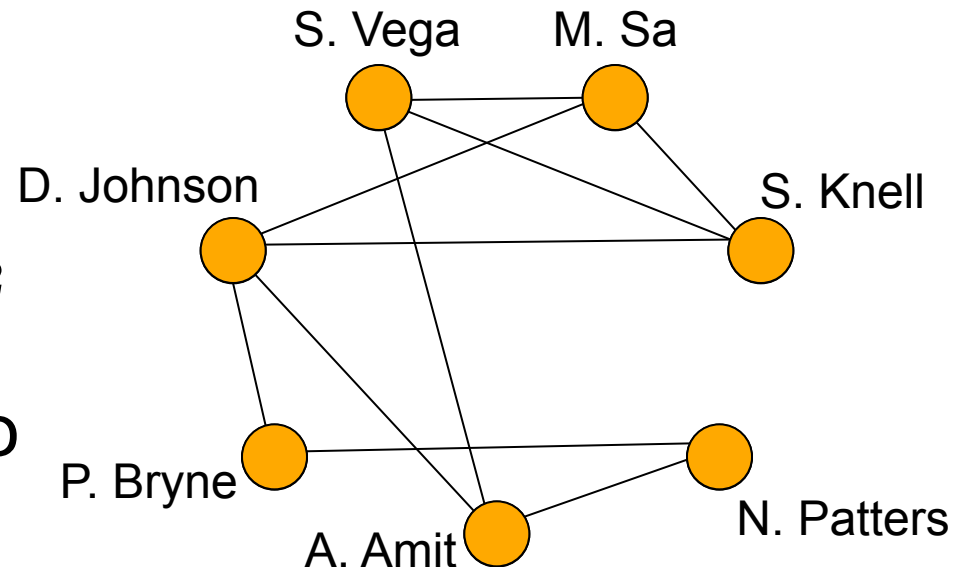 S. Vega
M. Sa
D. Johnson
S. Knell
P. Bryne
N. Patters
A. Amit